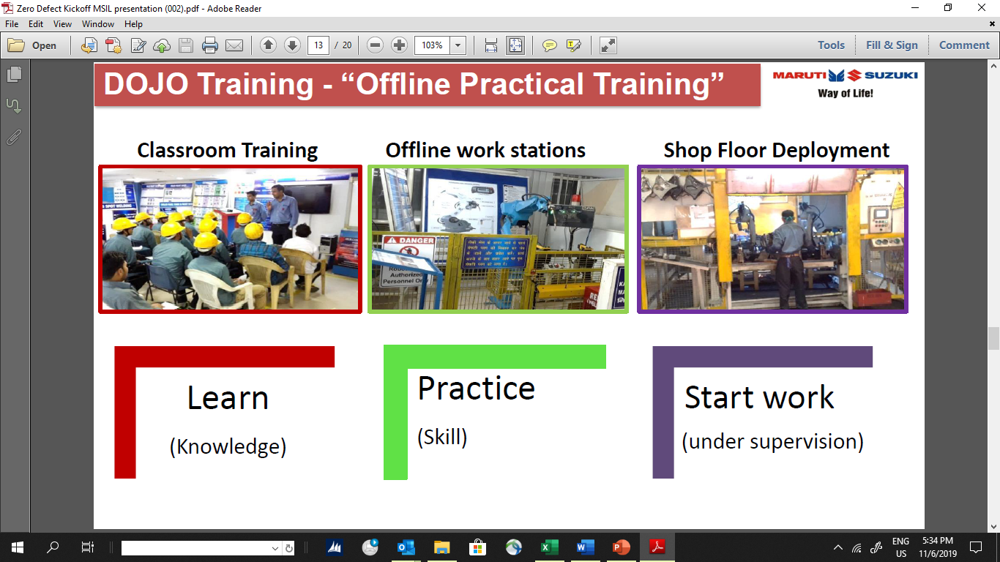 Zero Defect Kickoff MSIL presentation (002).pdf - Adobe Reader
File Edit View Window Help
Open
13 / 20
103%
Tools Fill & Sign Comment
DOJO Training - “Offline Practical Training”
MARUTI SUZUKI
Way of Life!
Classroom Training
Offline work stations
Shop Floor Deployment
SPOT WELDING
DANGER
Authorized
Personnel Only
Learn
(Knowledge)
Practice
(Skill)
Start work
(under supervision)
ENG
US
5:34 PM
11/6/2019